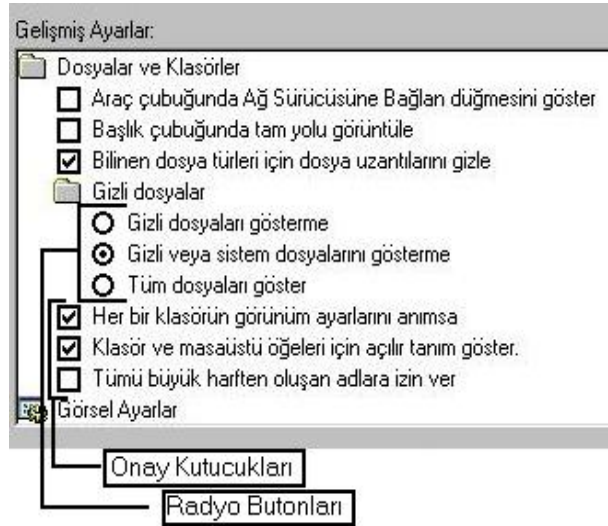 Gelişmiş Ayarlar:
Dosyalar ve Klasörler
Araç çubuğunda Ağ Sürücüsüne Bağlan düğmesini göster
Başlık çubuğunda tam yolu görüntüle
Bilinen dosya türleri için dosya uzantılarını gizle
Gizli dosyalar
Gizli dosyaları gösterme
Gizli veya sistem dosyalarını gösterme
Tüm dosyaları göster
Her bir klasörün görünüm ayarlarını anımsa
Klasör ve masaüstü öğeleri için açılır tanım göster.
Tümü büyük harften oluşan adlara izin ver
Görsel Ayarlar
Onay Kutucukları
Radyo Butonları